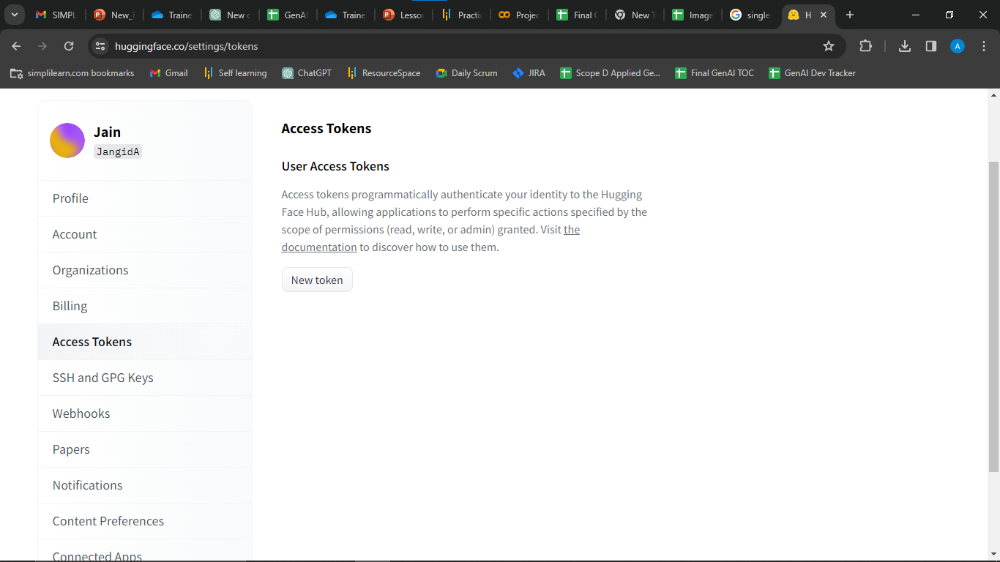 SIMPL
New_
Traine
New c
GenAI
Traine
Lesso
Practi
Projec
Final
New T
Image
single
H
huggingface.co/settings/tokens
A
simplilearn.com bookmarks
Gmail
Self learning
ChatGPT
ResourceSpace
Daily Scrum
JIRA
Scope D Applied Ge...
Final GenAI TOC
GenAI Dev Tracker
Jain
JangidA
Profile
Account
Organizations
Billing
Access Tokens
SSH and GPG Keys
Webhooks
Papers
Notifications
Content Preferences
Connected Apps
Access Tokens
User Access Tokens
Access tokens programmatically authenticate your identity to the Hugging
Face Hub, allowing applications to perform specific actions specified by the
scope of permissions (read, write, or admin) granted. Visit the
documentation to discover how to use them.
New token